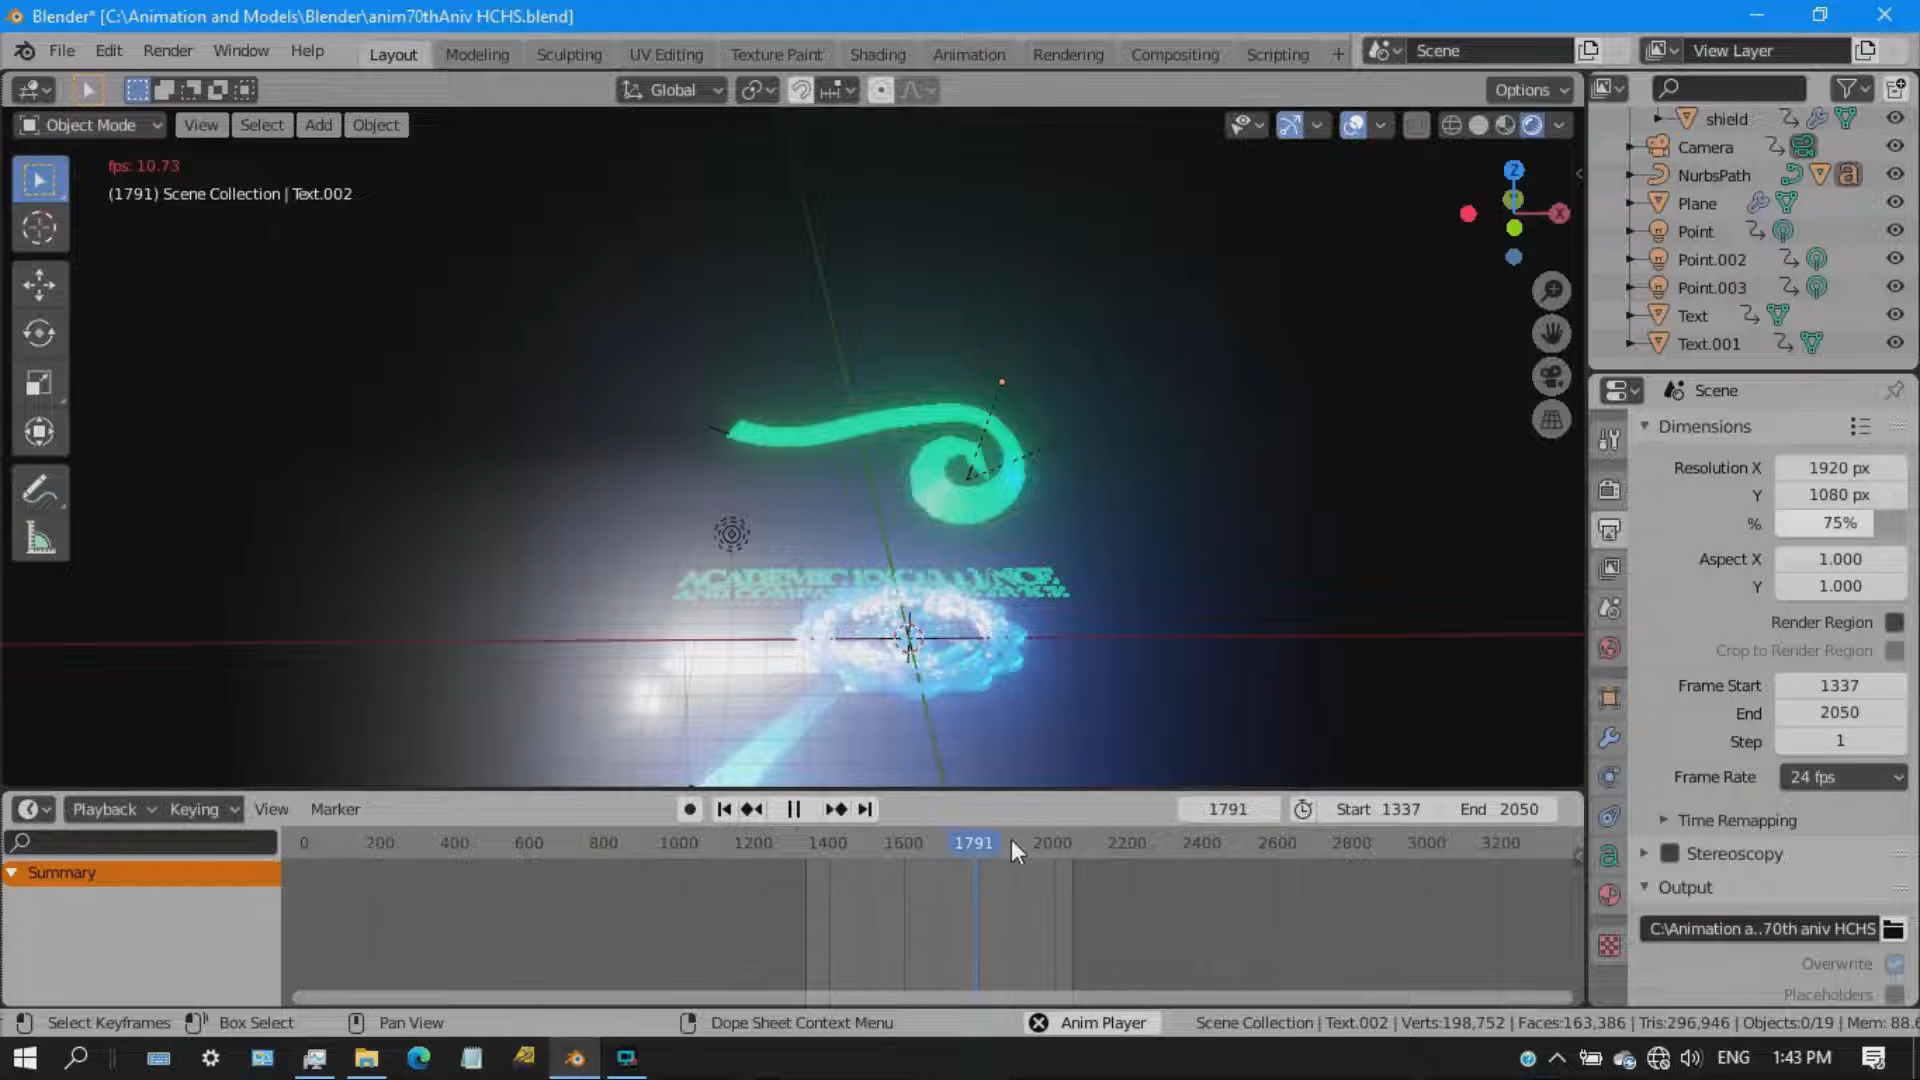 Blender* [C:\Animation and Models\Blender\anim70thAniv HCHS.blend]
File Edit Render Window Help Layout Modeling Sculpting UV Editing Texture Paint Shading Animation Rendering Compositing Scripting + Scene View Layer
Global Options
Object Mode View Select Add Object
fps: 10.73
(1791) Scene Collection | Text.002
Z
X
ACADEMIC
shield
Camera
NurbsPath
Plane
Point
Point.002
Point.003
Text
Text.001
Scene
Dimensions
Resolution X 1920 px
Y 1080 px
% 75%
Aspect X 1.000
Y 1.000
Render Region
Crop to Render Region
Frame Start 1337
End 2050
Step 1
Frame Rate 24 fps
Time Remapping
Stereoscopy
Output
C:\Animation a..70th aniv HCHS
Overwrite
Placeholders
Playback Keying View Marker 1791 Start 1337 End 2050
0 200 400 600 800 1000 1200 1400 1600 1791 2000 2200 2400 2600 2800 3000 3200
Summary
Select Keyframes Box Select Pan View Dope Sheet Context Menu Anim Player Scene Collection | Text.002 | Verts:198,752 | Faces:163,386 | Tris:296,946 | Objects:0/19 | Mem: 88.6
ENG 1:43 PM